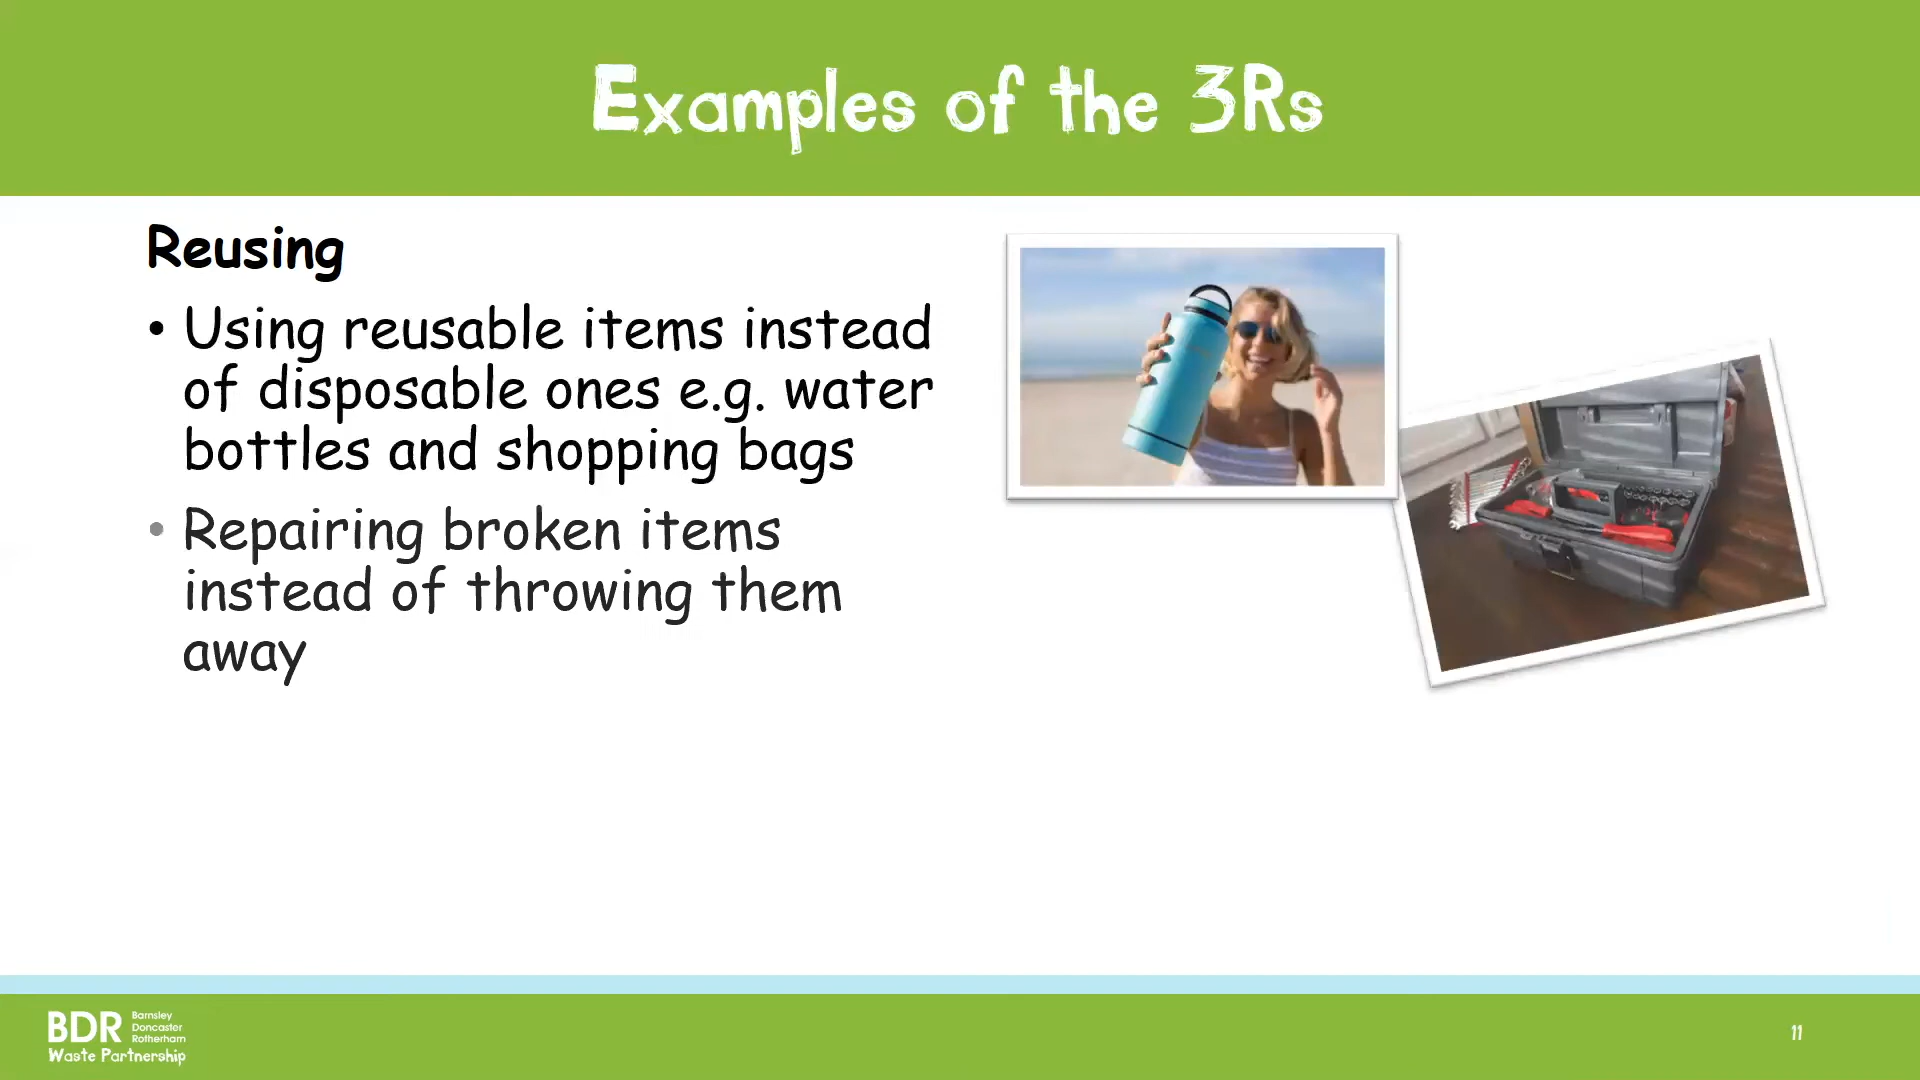 Examples of the 3Rs
Reusing
• Using reusable items instead
of disposable ones e.g. water
bottles and shopping bags
• Repairing broken items
instead of throwing them
away
BDR
Barnsley
Doncaster
Rotherham
Waste Partnership
11